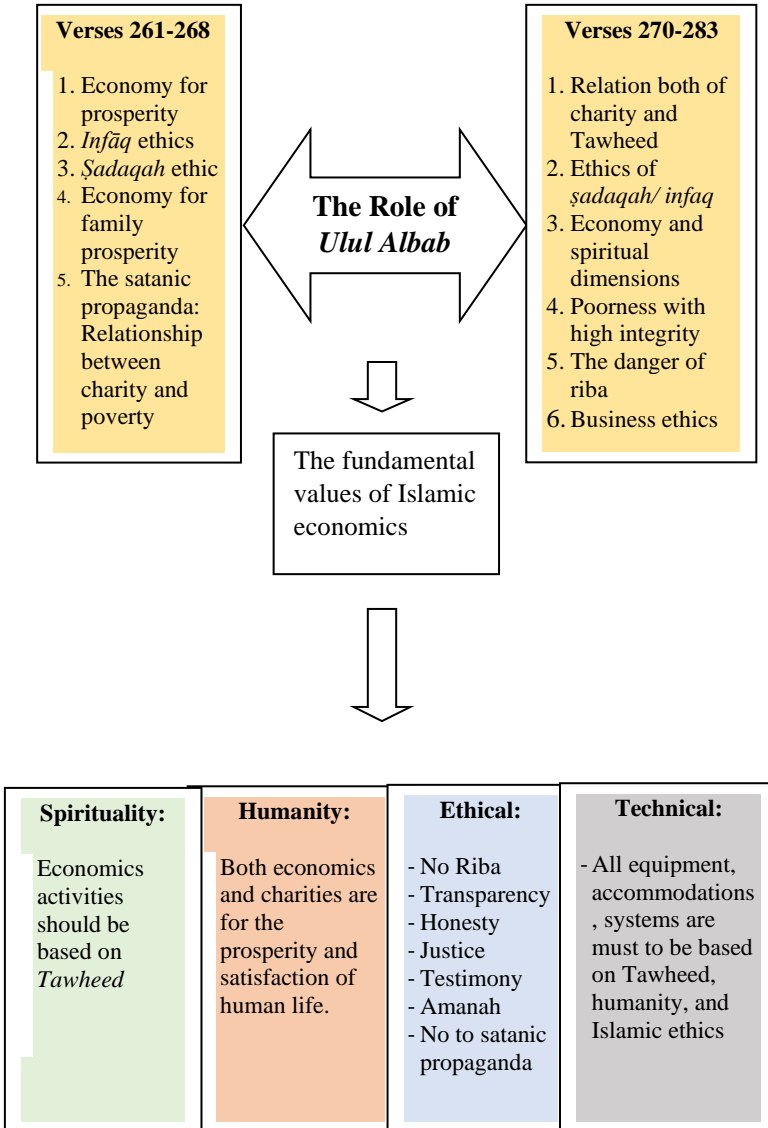 Verses 261-268
1. Economy for
prosperity
2. Infāq ethics
3. Ṣadaqah ethic
4. Economy for
family
prosperity
5. The satanic
propaganda:
Relationship
between
charity and
poverty
The Role of
Ulul Albab
Verses 270-283
1. Relation both of
charity and
Tawheed
2. Ethics of
ṣadaqah/ infaq
3. Economy and
spiritual
dimensions
4. Poorness with
high integrity
5. The danger of
riba
6. Business ethics
The fundamental
values of Islamic
economics
Spirituality:
Economics
activities
should be
based on
Tawheed
Humanity:
Both economics
and charities are
for the
prosperity and
satisfaction of
human life.
Ethical:
- No Riba
- Transparency
- Honesty
- Justice
- Testimony
- Amanah
- No to satanic
propaganda
Technical:
- All equipment,
accommodations
, systems are
must to be based
on Tawheed,
humanity, and
Islamic ethics